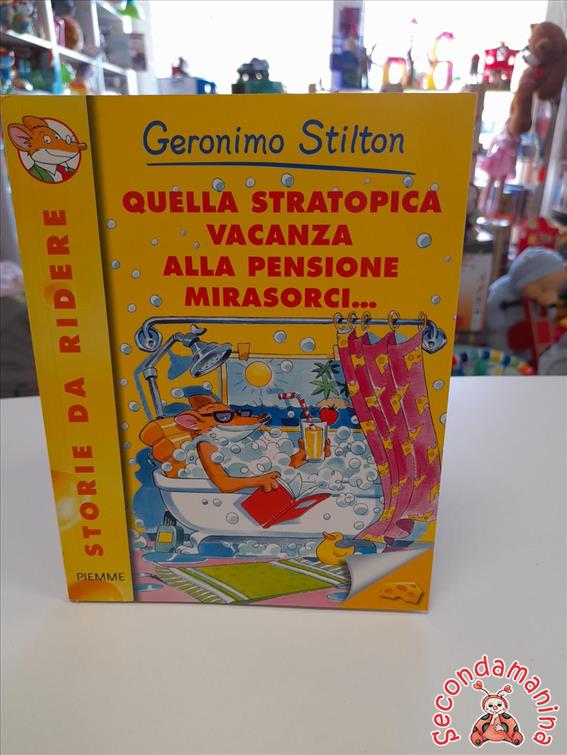 Geronimo Stilton
QUELLA STRATOPICA
VACANZA
ALLA PENSIONE
MIRASORCI...
STORIE DA RIDERE
PIEMME
Secondamanina